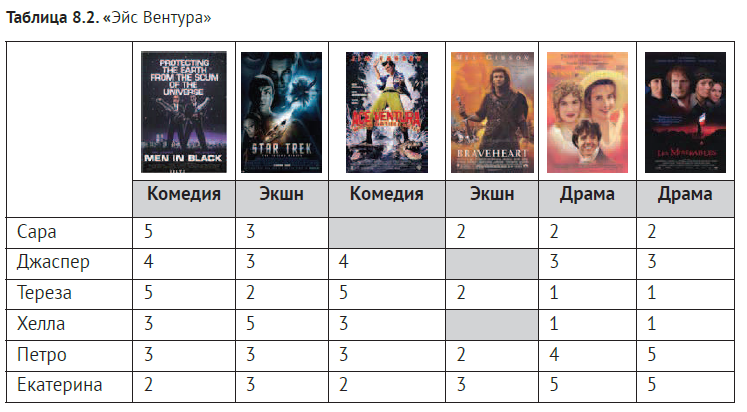 Таблица 8.2. «Эйс Вентура»
PROTECTING
THE EARTH
FROM THE SCUM
OF THE
UNIVERSE
MEN IN BLACK
STAR TREK
ACE VENTURA
MEL GIBSON
BRAVEHEART
LES MISERABLES
Комедия Экшн Комедия Экшн Драма Драма
Сара 5 3 2 2 2
Джаспер 4 3 4 3 3
Тереза 5 2 5 2 1 1
Хелла 3 5 3 1 1
Петро 3 3 3 2 4 5
Екатерина 2 3 2 3 5 5